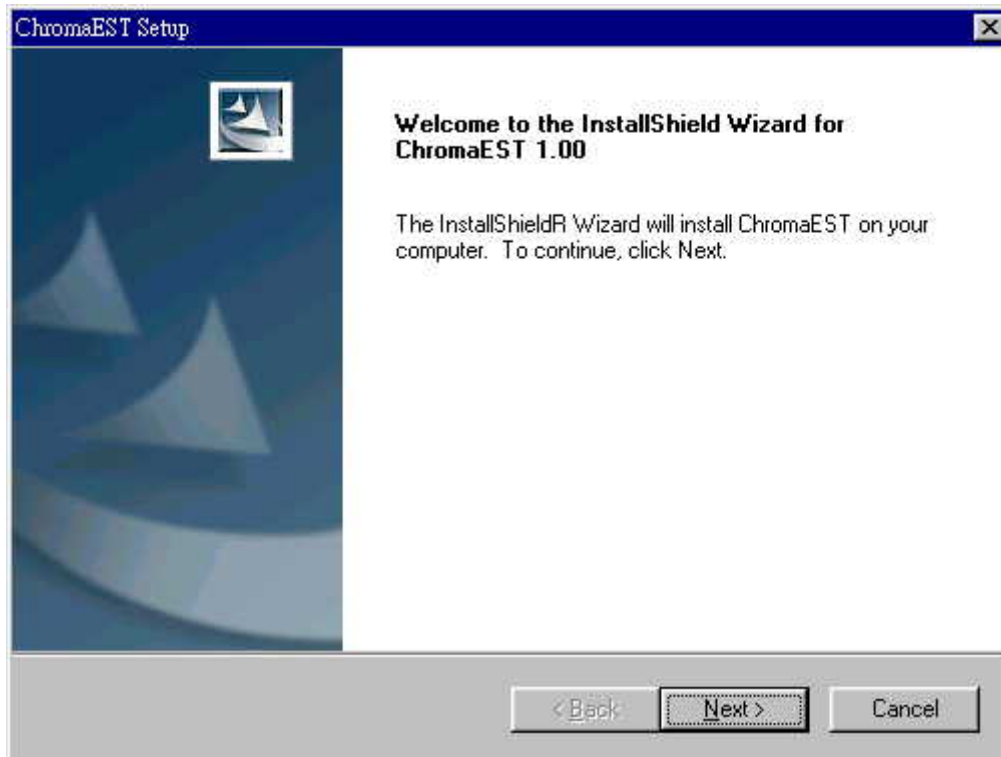 ChromaEST Setup
Welcome to the InstallShield Wizard for
ChromaEST 1.00
The InstallShieldR Wizard will install ChromaEST on your
computer. To continue, click Next.
< Back
Next >
Cancel